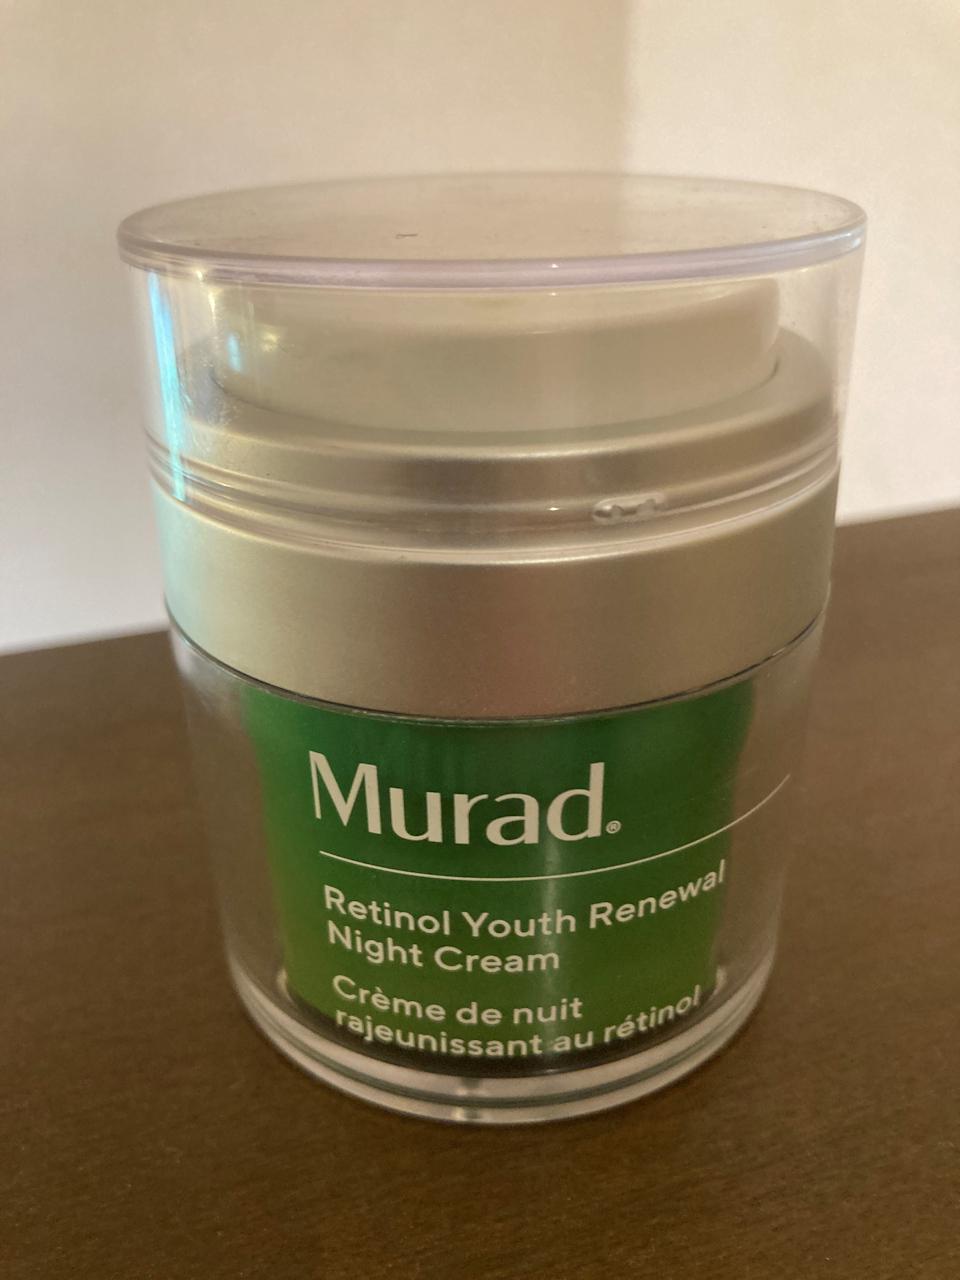 Murad®
Retinol Youth Renewal
Night Cream
Crème de nuit
rajeunissant au rétinol